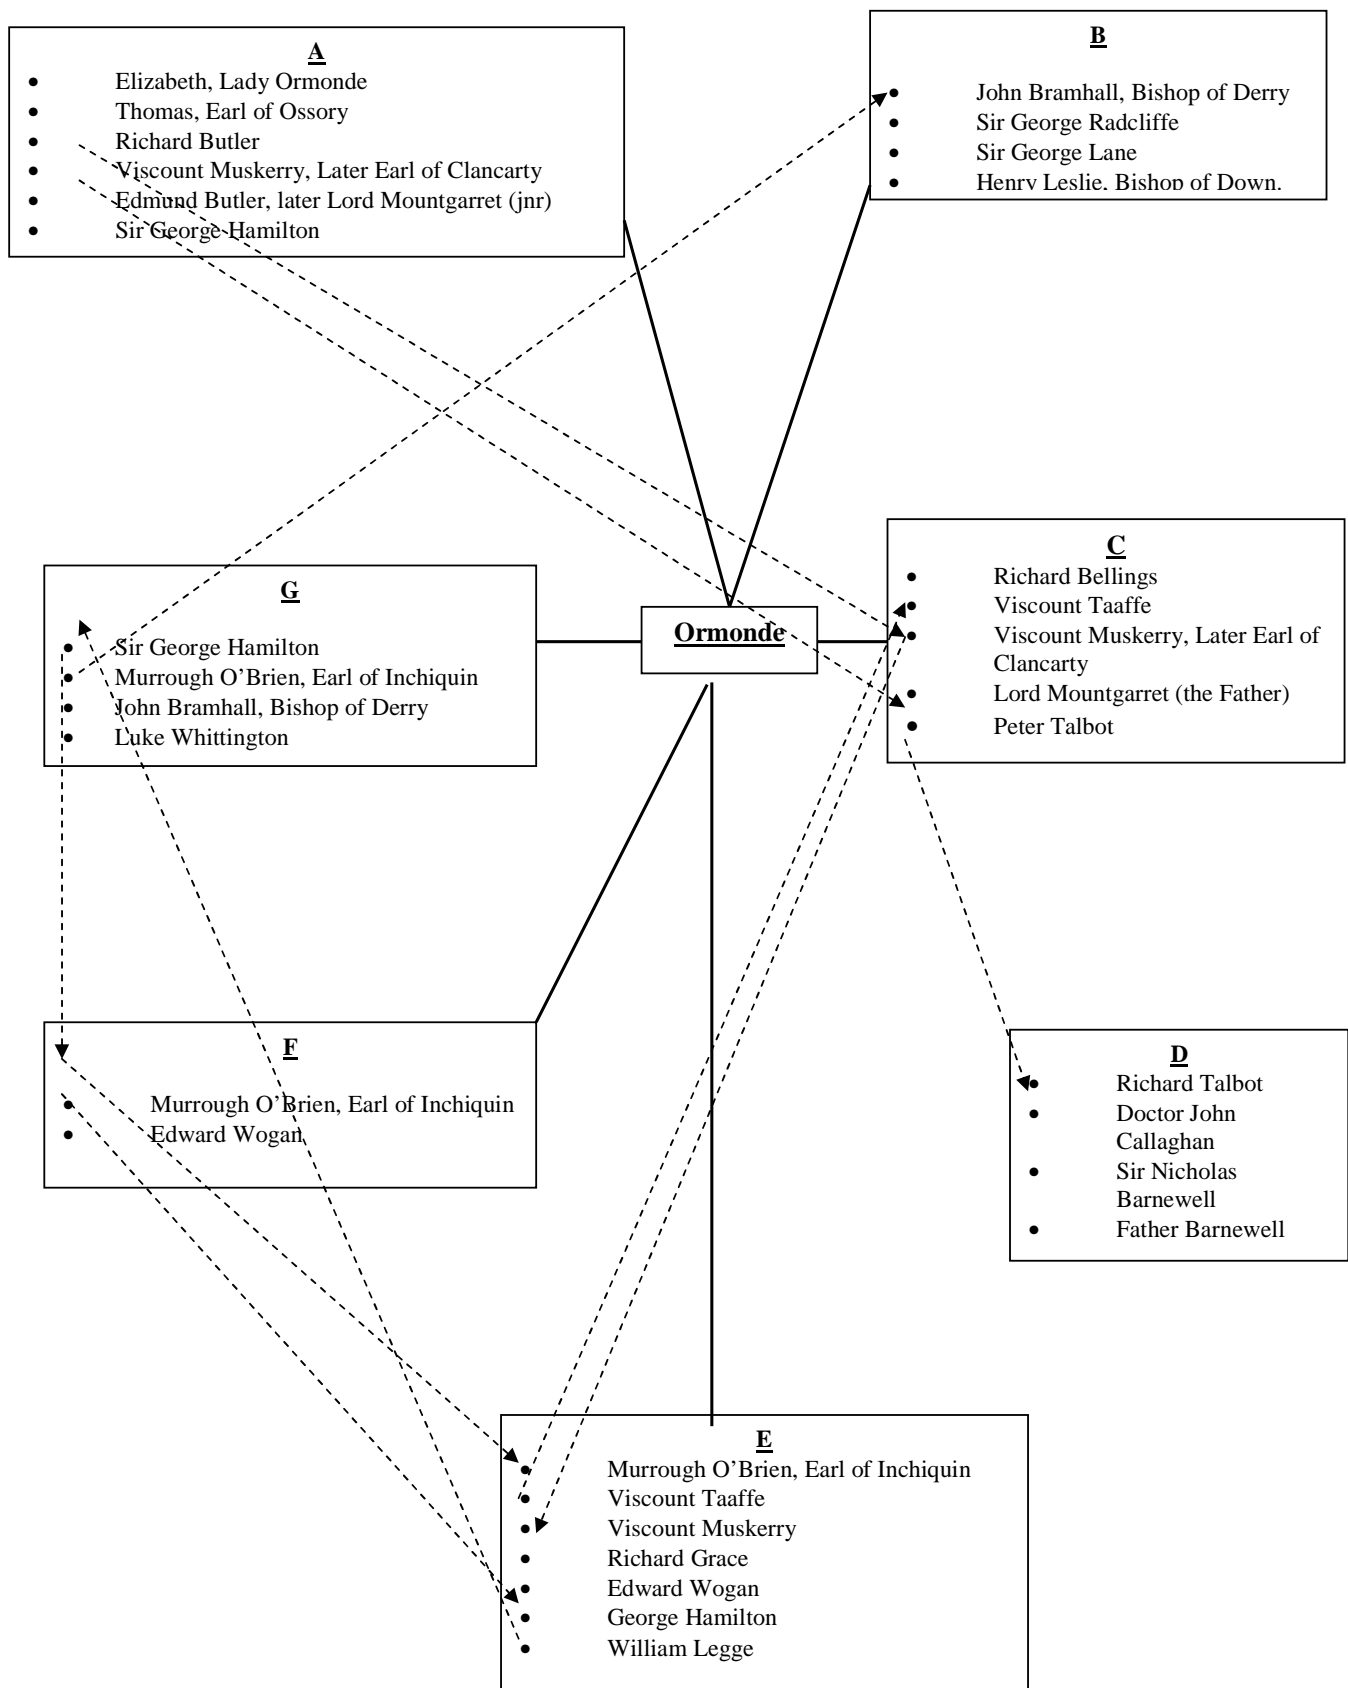 A
• Elizabeth, Lady Ormonde
• Thomas, Earl of Ossory
• Richard Butler
• Viscount Muskerry, Later Earl of Clancarty
• Edmund Butler, later Lord Mountgarret (jnr)
• Sir George Hamilton
B
• John Bramhall, Bishop of Derry
• Sir George Radcliffe
• Sir George Lane
• Henry Leslie, Bishop of Down.
Ormonde
C
• Richard Bellings
• Viscount Taaffe
• Viscount Muskerry, Later Earl of
Clancarty
• Lord Mountgarret (the Father)
• Peter Talbot
G
• Sir George Hamilton
• Murrough O’Brien, Earl of Inchiquin
• John Bramhall, Bishop of Derry
• Luke Whittington
F
• Murrough O’Brien, Earl of Inchiquin
• Edward Wogan
D
• Richard Talbot
• Doctor John
Callaghan
• Sir Nicholas
Barnewell
• Father Barnewell
E
• Murrough O’Brien, Earl of Inchiquin
• Viscount Taaffe
• Viscount Muskerry
• Richard Grace
• Edward Wogan
• George Hamilton
• William Legge